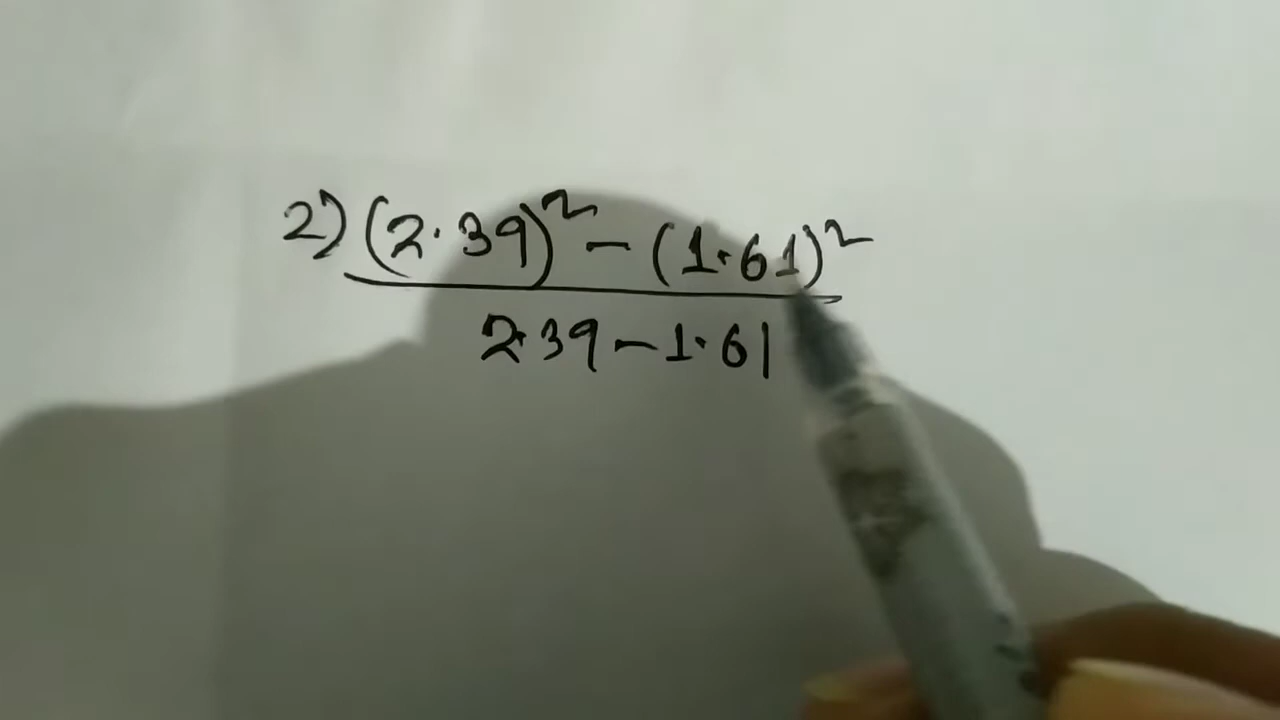 2) (2·39)² - (1·61)²
2·39 - 1·61